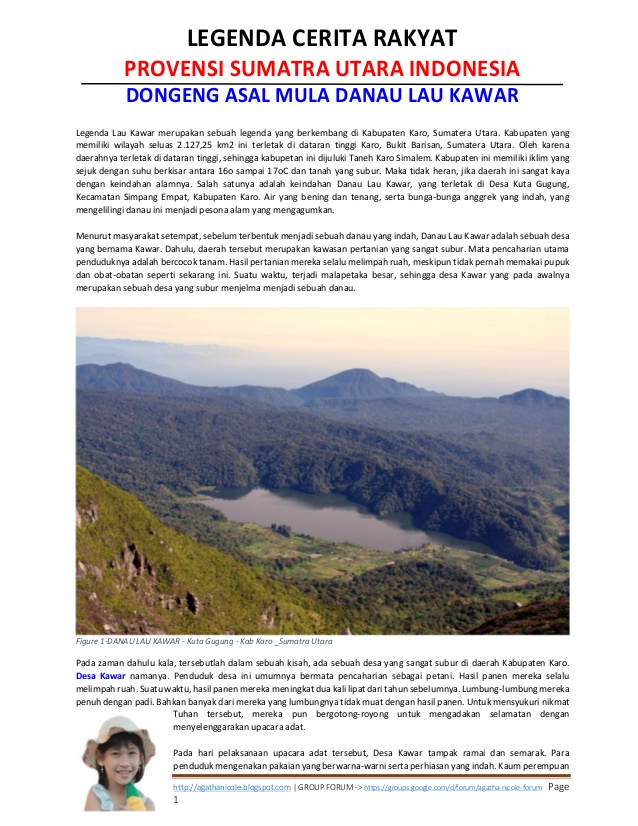 LEGENDA CERITA RAKYAT
PROVENSI SUMATRA UTARA INDONESIA
DONGENG ASAL MULA DANAU LAU KAWAR
Legenda Lau Kawar merupakan sebuah legenda yang berkembang di Kabupaten Karo, Sumatera Utara. Kabupaten yang
memiliki wilayah seluas 2.127,25 km2 ini terletak di dataran tinggi Karo, Bukit Barisan, Sumatera Utara. Oleh karena
daerahnya terletak di dataran tinggi, sehingga kabupetan ini dijuluki Taneh Karo Simalem. Kabupaten ini memiliki iklim yang
sejuk dengan suhu berkisar antara 16o sampai 17oC dan tanah yang subur. Maka tidak heran, jika daerah ini sangat kaya
dengan keindahan alamnya. Salah satunya adalah keindahan Danau Lau Kawar, yang terletak di Desa Kuta Gugung,
Kecamatan Simpang Empat, Kabupaten Karo. Air yang bening dan tenang, serta bunga-bunga anggrek yang indah, yang
mengelilingi danau ini menjadi pesona alam yang mengagumkan.
Menurut masyarakat setempat, sebelum terbentuk menjadi sebuah danau yang indah, Danau Lau Kawar adalah sebuah desa
yang bernama Kawar. Dahulu, daerah tersebut merupakan kawasan pertanian yang sangat subur. Mata pencaharian utama
penduduknya adalah bercocok tanam. Hasil pertanian mereka selalu melimpah ruah, meskipun tidak pernah memakai pupuk
dan obat-obatan seperti sekarang ini. Suatu waktu, terjadi malapetaka besar, sehingga desa Kawar yang pada awalnya
merupakan sebuah desa yang subur menjelma menjadi sebuah danau.
Figure 1-DANAU LAU KAWAR - Kuta Gugung - Kab Karo _Sumatra Utara
Pada zaman dahulu kala, tersebutlah dalam sebuah kisah, ada sebuah desa yang sangat subur di daerah Kabupaten Karo.
Desa Kawar namanya. Penduduk desa ini umumnya bermata pencaharian sebagai petani. Hasil panen mereka selalu
melimpah ruah. Suatu waktu, hasil panen mereka meningkat dua kali lipat dari tahun sebelumnya. Lumbung-lumbung mereka
penuh dengan padi. Bahkan banyak dari mereka yang lumbungnya tidak muat dengan hasil panen. Untuk mensyukuri nikmat
Tuhan tersebut, mereka pun bergotong-royong untuk mengadakan selamatan dengan
menyelenggarakan upacara adat.
Pada hari pelaksanaan upacara adat tersebut, Desa Kawar tampak ramai dan semarak. Para
penduduk mengenakan pakaian yang berwarna-warni serta perhiasan yang indah. Kaum perempuan
http://agathanicole.blogspot.com | GROUP FORUM -> https://groups.google.com/d/forum/agatha-nicole-forum Page
1